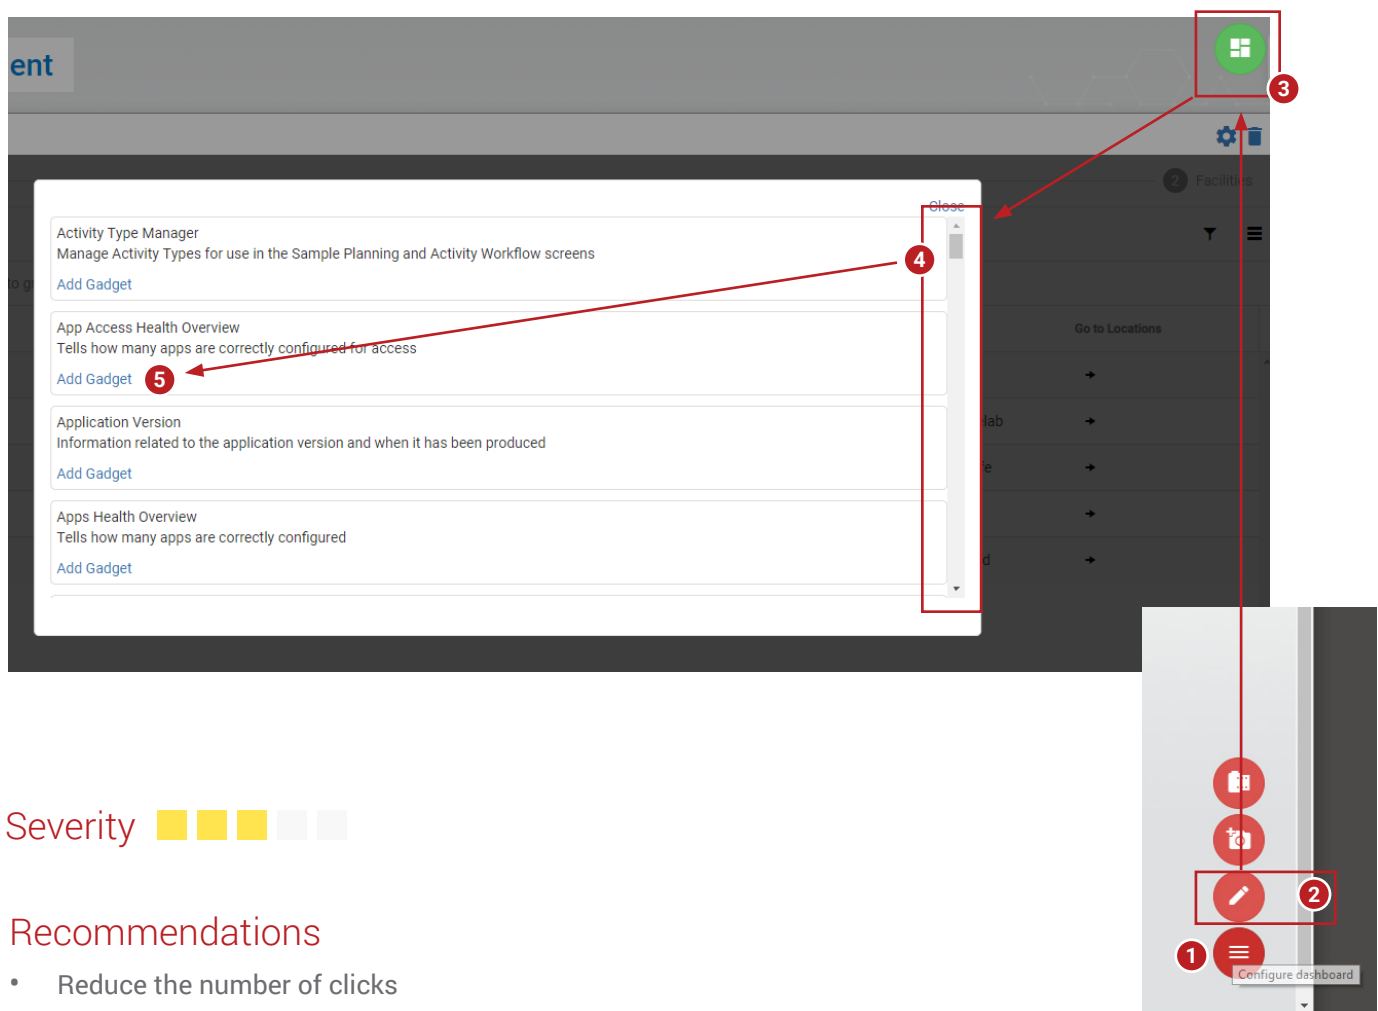 ent
3
2 Facilities
Close
Activity Type Manager
Manage Activity Types for use in the Sample Planning and Activity Workflow screens
4
Add Gadget
App Access Health Overview
Tells how many apps are correctly configured for access
Add Gadget
5
Go to Locations
Application Version
Information related to the application version and when it has been produced
Add Gadget
Apps Health Overview
Tells how many apps are correctly configured
Add Gadget
Severity
2
Recommendations
1
Configure dashboard
• Reduce the number of clicks